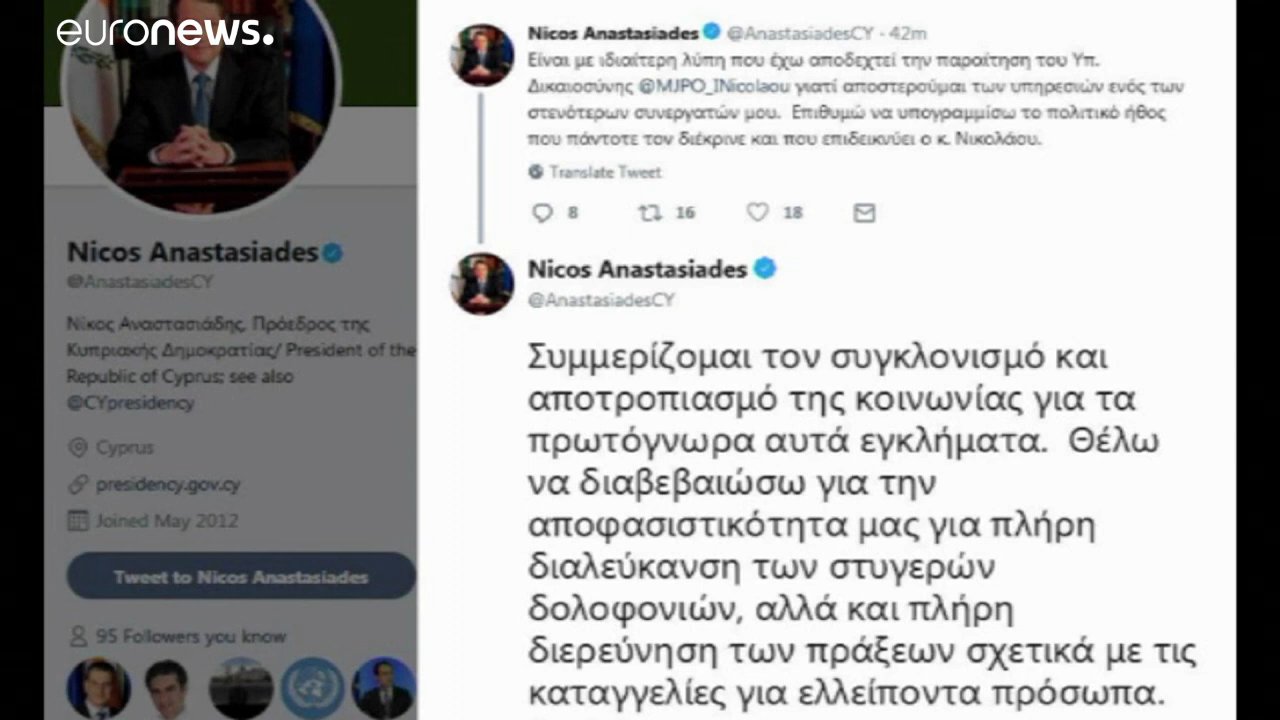 euronews.
Nicos Anastasiades
@AnastasiadesCY
Νίκος Αναστασιάδης, Πρόεδρος της
Κυπριακής Δημοκρατίας/ President of the
Republic of Cyprus; see also
@CYpresidency
Cyprus
presidency.gov.cy
Joined May 2012
Tweet to Nicos Anastasiades
95 Followers you know
Nicos Anastasiades @AnastasiadesCY · 42m
Είναι με ιδιαίτερη λύπη που έχω αποδεχτεί την παραίτηση του Υπ.
Δικαιοσύνης @MJPO_INicolaou γιατί αποστερούμαι των υπηρεσιών ενός των
στενότερων συνεργατών μου. Επιθυμώ να υπογραμμίσω το πολιτικό ήθος
που πάντοτε τον διέκρινε και που επιδεικνύει ο κ. Νικολάου.
Translate Tweet
8 16 18
Nicos Anastasiades
@AnastasiadesCY
Συμμερίζομαι τον συγκλονισμό και
αποτροπιασμό της κοινωνίας για τα
πρωτόγνωρα αυτά εγκλήματα. Θέλω
να διαβεβαιώσω για την
αποφασιστικότητα μας για πλήρη
διαλεύκανση των στυγερών
δολοφονιών, αλλά και πλήρη
διερεύνηση των πράξεων σχετικά με τις
καταγγελίες για ελλείποντα πρόσωπα.